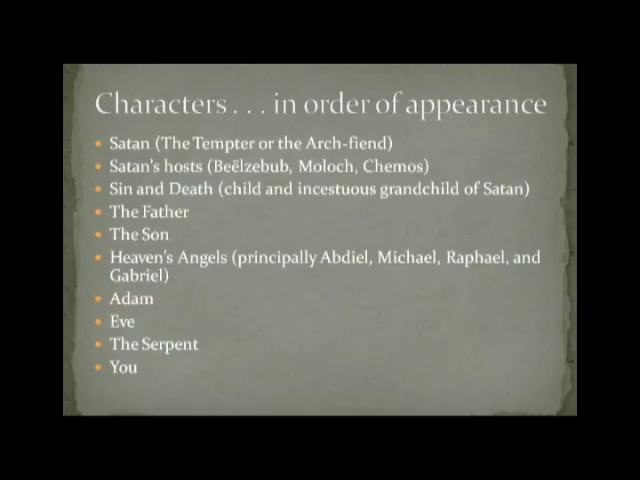 Characters . . . in order of appearance
• Satan (The Tempter or the Arch-fiend)
• Satan's hosts (Beëlzebub, Moloch, Chemos)
• Sin and Death (child and incestuous grandchild of Satan)
• The Father
• The Son
• Heaven's Angels (principally Abdiel, Michael, Raphael, and
Gabriel)
• Adam
• Eve
• The Serpent
• You